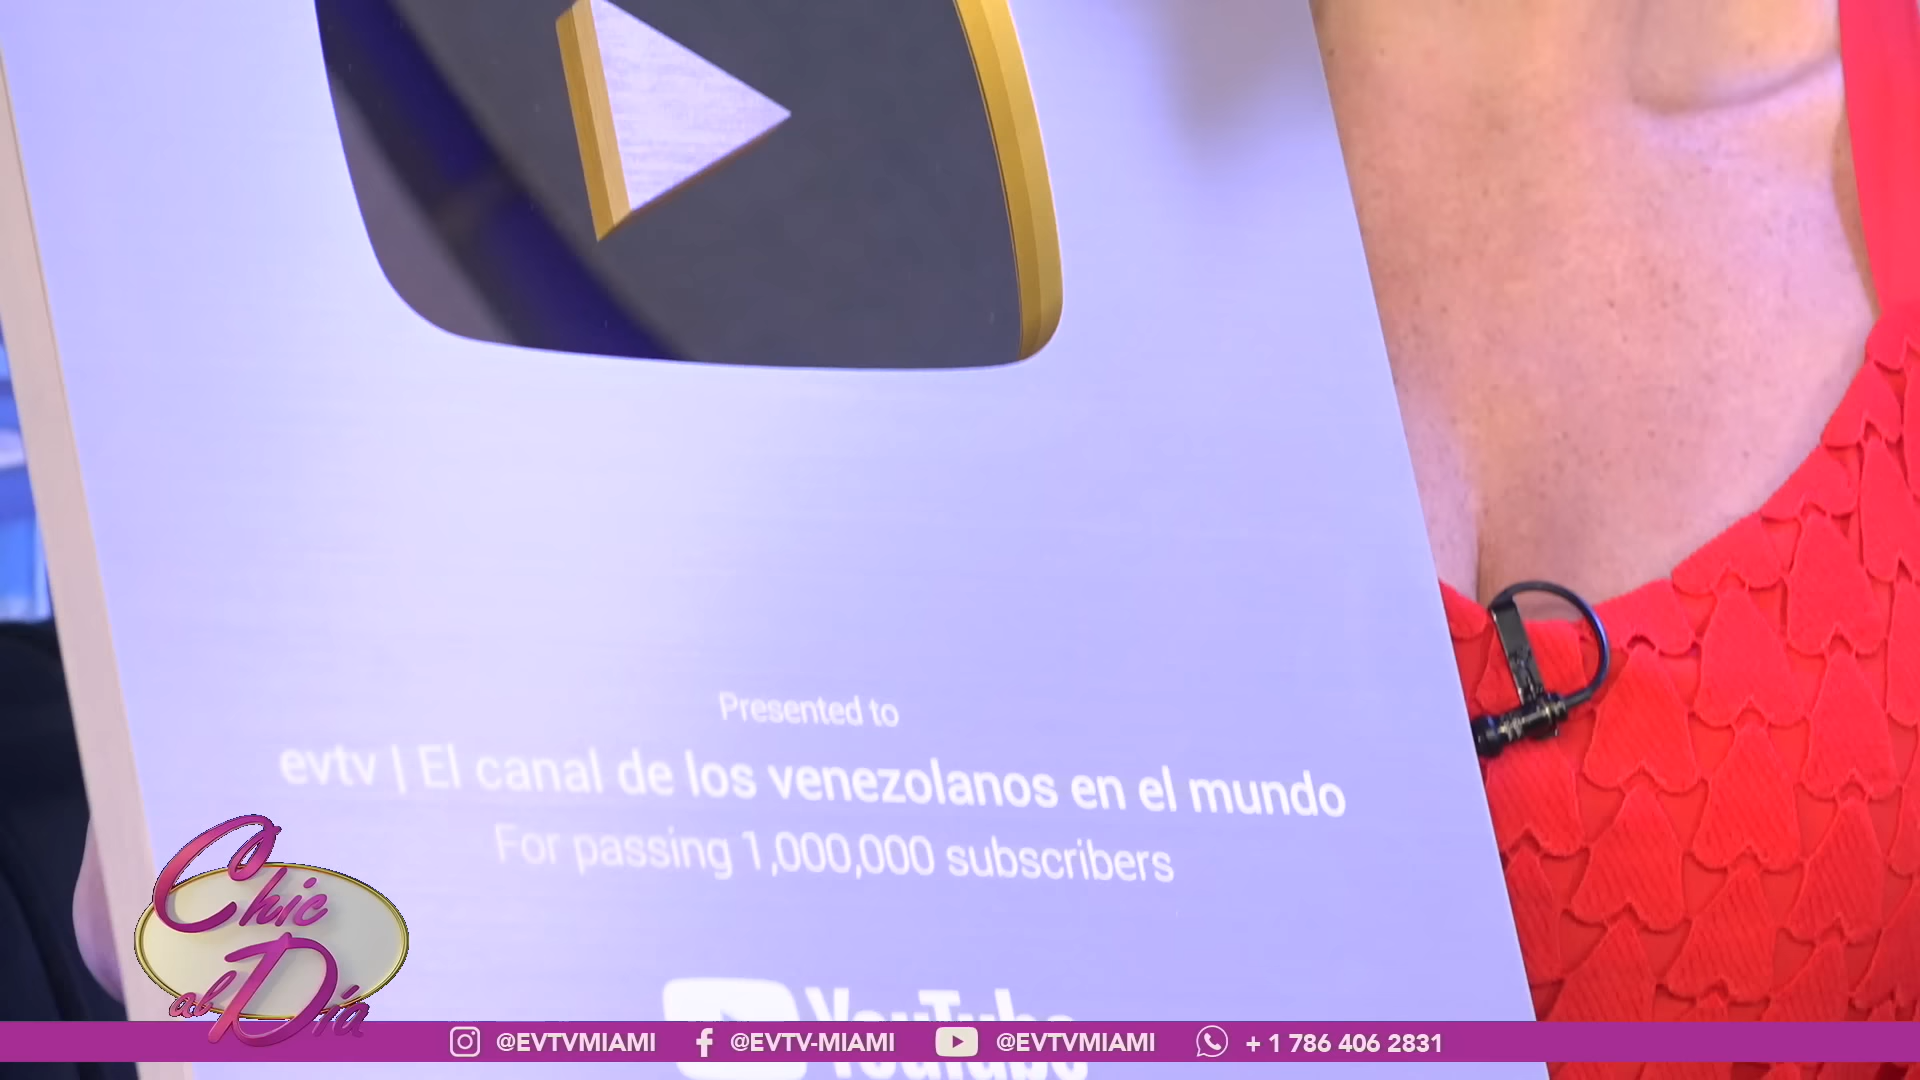 Presented to
evtv | El canal de los venezolanos en el mundo
For passing 1,000,000 subscribers
YouTube
Chic
al Día
@EVTVMIAMI @EVTV-MIAMI @EVTVMIAMI + 1 786 406 2831